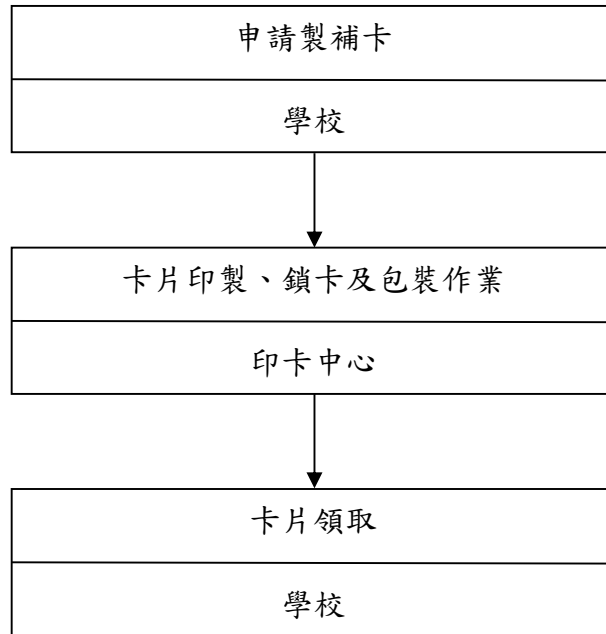 申請製補卡
學校
卡片印製、鎖卡及包裝作業
印卡中心
卡片領取
學校